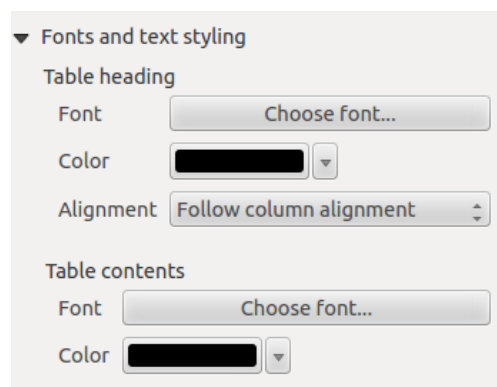 Fonts and text styling
Table heading
Font Choose font...
Color
Alignment Follow column alignment
Table contents
Font Choose font...
Color